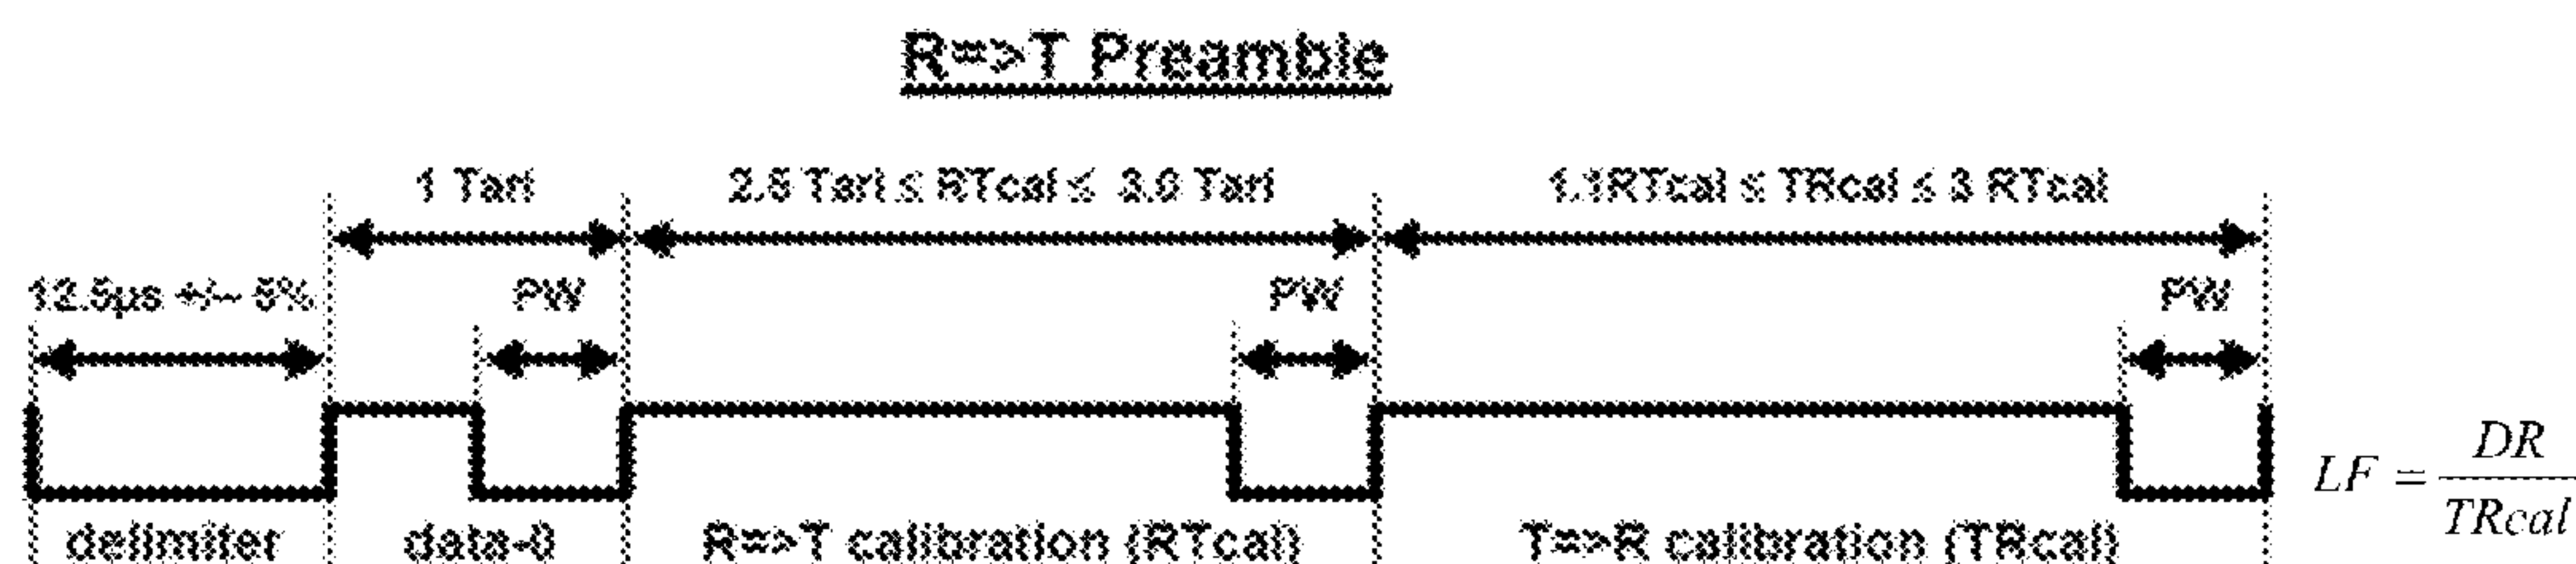 R=>T Preamble
1 Tari
2.5 Tari ≤ RTcal ≤ 3.0 Tari
1.1RTcal ≤ TRcal ≤ 3 RTcal
12.5µs +/- 5%
PW
PW
PW
LF = DR / TRcal
delimiter
data-0
R=>T calibration (RTcal)
T=>R calibration (TRcal)